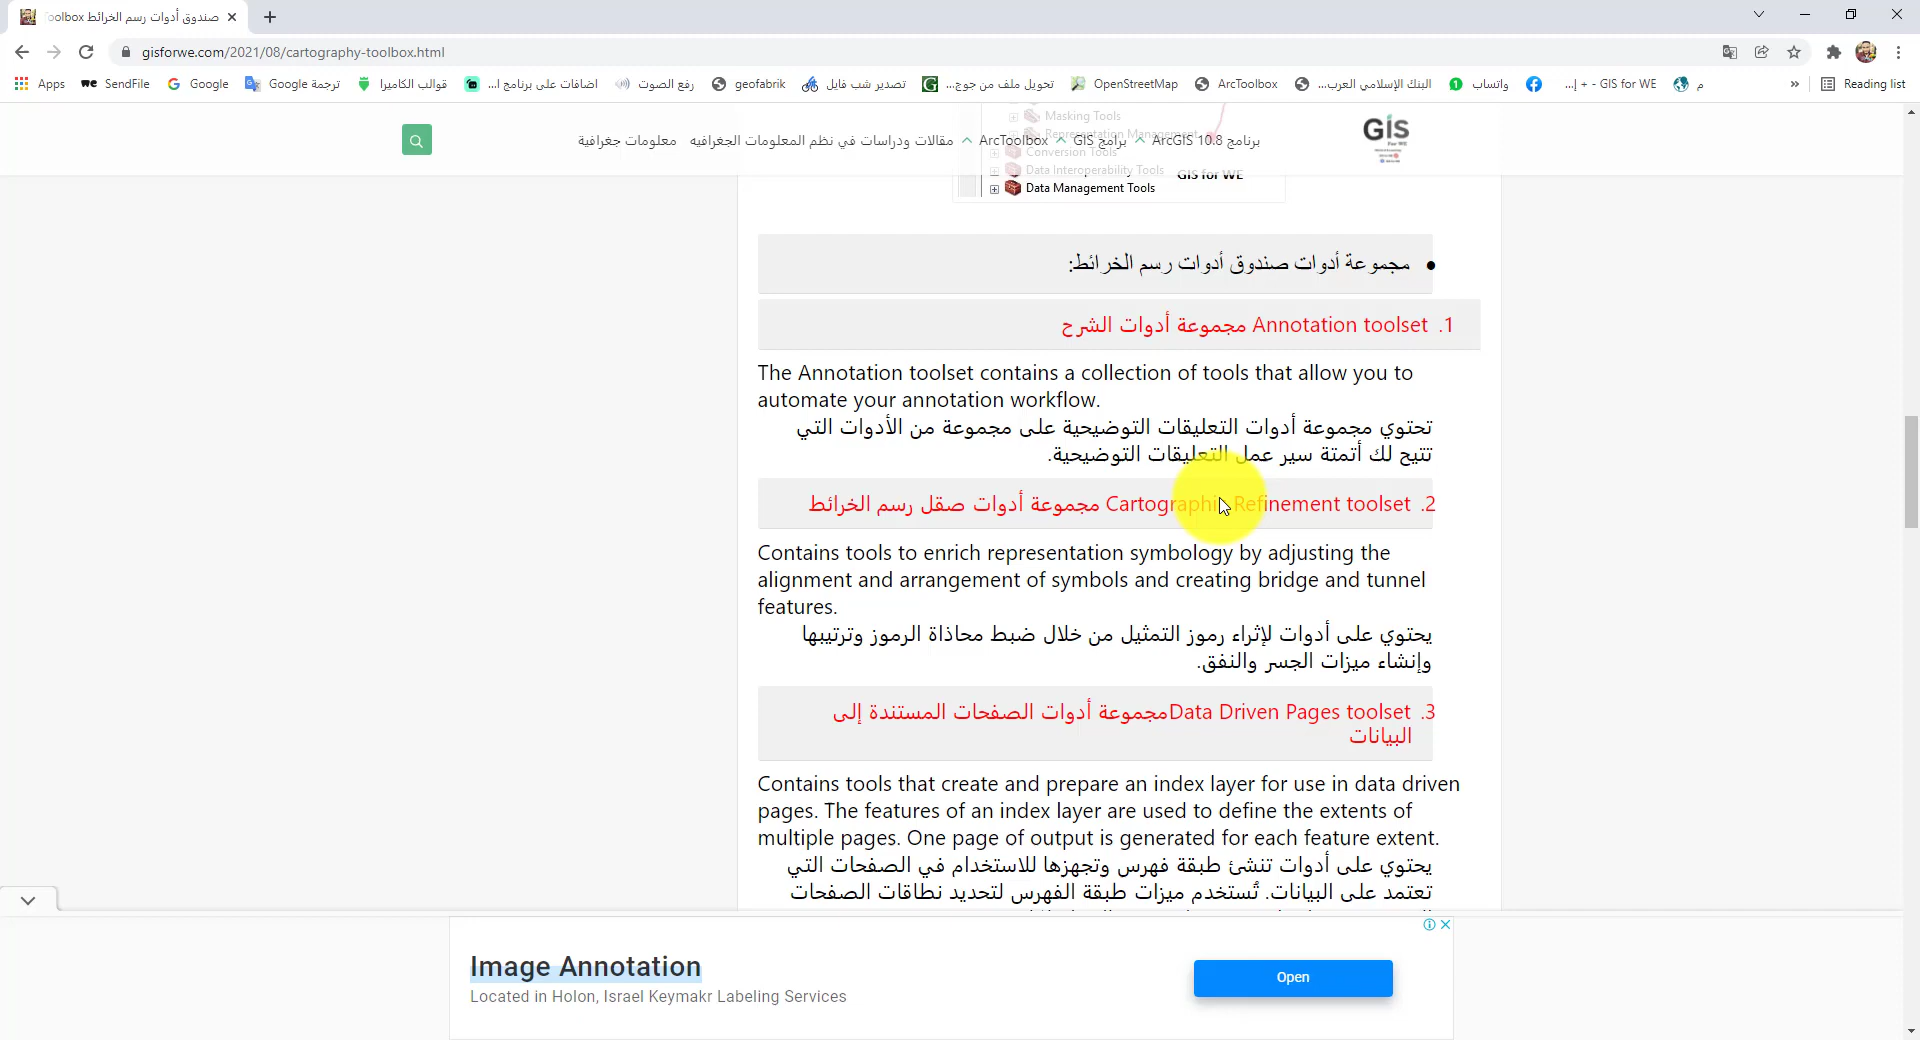 صندوق أدوات رسم الخرائط oolbox
gisforwe.com/2021/08/cartography-toolbox.html
Apps
SendFile
Google
ترجمة Google
قوالب الكاميرا
اضافات على برنامج ا...
رفع الصوت
geofabrik
تصدير شب فايل
تحويل ملف من جوج...
OpenStreetMap
ArcToolbox
البنك الإسلامي العرب...
واتساب
GIS for WE - + إ...
م
»
Reading list
Masking Tools
Representation Management
Conversion Tools
Data Interoperability Tools
Data Management Tools
GIS for WE
برنامج ArcGIS 10.8
برامج GIS
ArcToolbox
مقالات ودراسات في نظم المعلومات الجغرافيه
معلومات جغرافية
GIS
For WE
• مجموعة أدوات صندوق أدوات رسم الخرائط:
1. Annotation toolset مجموعة أدوات الشرح
The Annotation toolset contains a collection of tools that allow you to
automate your annotation workflow.
تحتوي مجموعة أدوات التعليقات التوضيحية على مجموعة من الأدوات التي
تتيح لك أتمتة سير عمل التعليقات التوضيحية.
2. Cartographic Refinement toolset مجموعة أدوات صقل رسم الخرائط
Contains tools to enrich representation symbology by adjusting the
alignment and arrangement of symbols and creating bridge and tunnel
features.
يحتوي على أدوات لإثراء رموز التمثيل من خلال ضبط محاذاة الرموز وترتيبها
وإنشاء ميزات الجسر والنفق.
3. Data Driven Pages toolsetمجموعة أدوات الصفحات المستندة إلى
البيانات
Contains tools that create and prepare an index layer for use in data driven
pages. The features of an index layer are used to define the extents of
multiple pages. One page of output is generated for each feature extent.
يحتوي على أدوات تنشئ طبقة فهرس وتجهزها للاستخدام في الصفحات التي
تعتمد على البيانات. تُستخدم ميزات طبقة الفهرس لتحديد نطاقات الصفحات
Image Annotation
Located in Holon, Israel Keymakr Labeling Services
Open